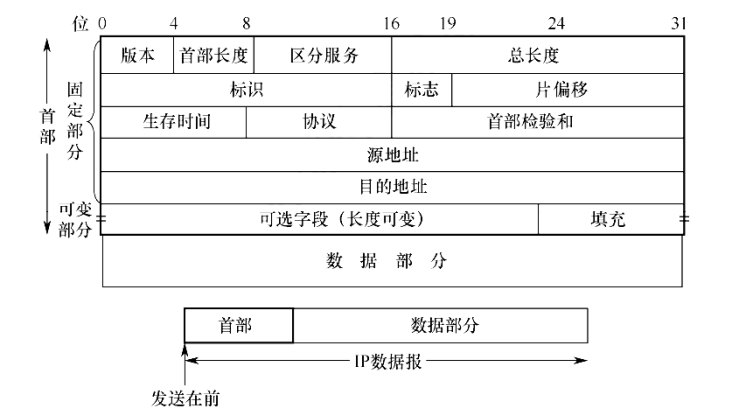 位 0 4 8 16 19 24 31
版本 首部长度 区分服务 总长度
标识 标志 片偏移
生存时间 协议 首部检验和
源地址
目的地址
可选字段（长度可变） 填充
数据部分
首部
固定部分
可变
部分
首部 数据部分
IP数据报
发送在前